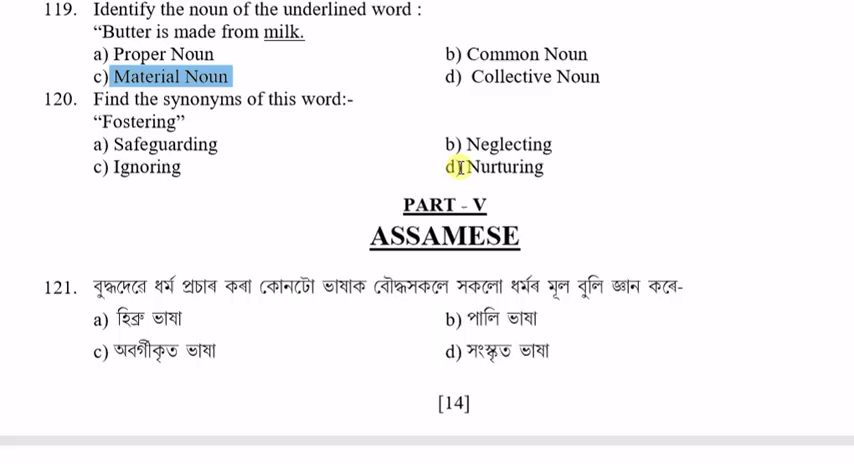 119. Identify the noun of the underlined word :
“Butter is made from milk.
a) Proper Noun b) Common Noun
c) Material Noun d) Collective Noun
120. Find the synonyms of this word:-
“Fostering”
a) Safeguarding b) Neglecting
c) Ignoring d) Nurturing
PART - V
ASSAMESE
121. বুদ্ধদেৱে ধৰ্ম প্ৰচাৰ কৰা কোনটো ভাষাক বৌদ্ধসকলে সকলো ধৰ্মৰ মূল বুলি জ্ঞান কৰে-
a) হিব্ৰু ভাষা b) পালি ভাষা
c) অবৰ্গীকৃত ভাষা d) সংস্কৃত ভাষা
[14]